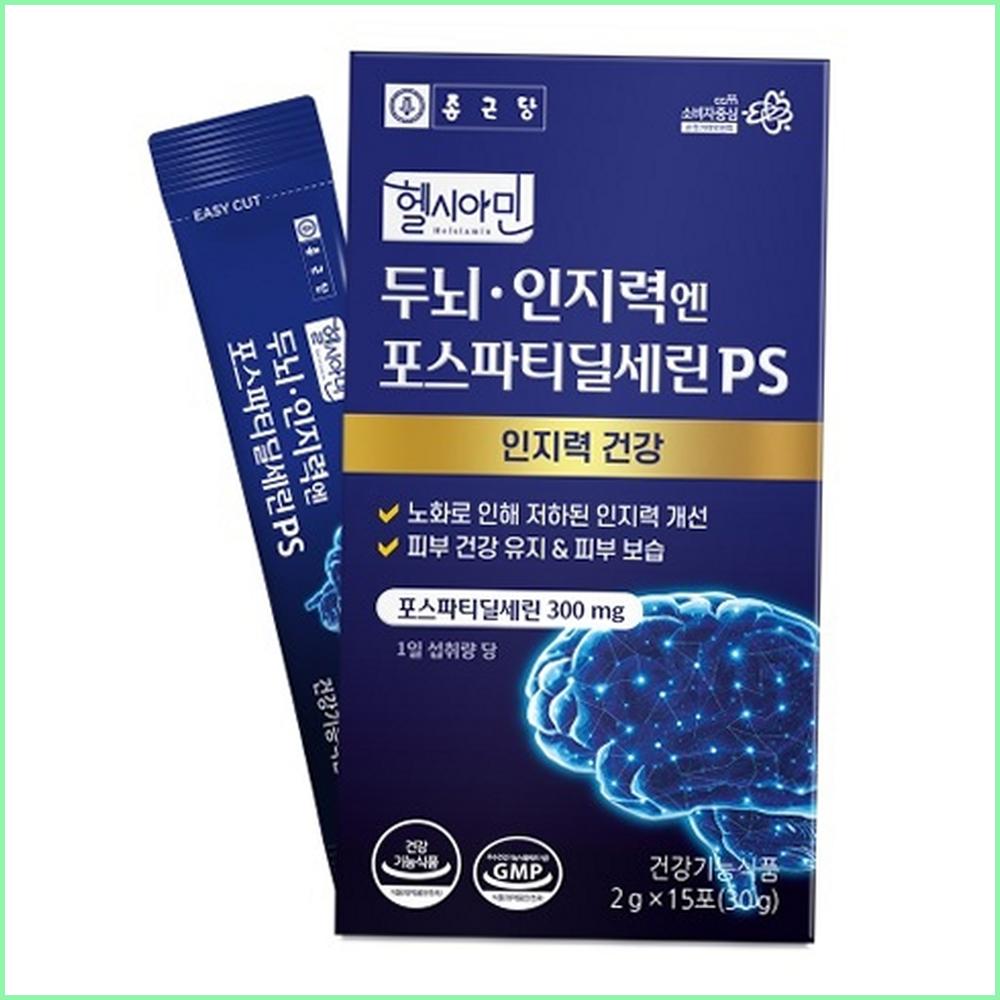 종근당
ccm
소비자중심
헬시아민
Helsiamin
두뇌·인지력엔
포스파티딜세린 PS
인지력 건강
노화로 인해 저하된 인지력 개선
피부 건강 유지 & 피부 보습
포스파티딜세린 300 mg
1일 섭취량 당
건강
기능식품
GMP
건강기능식품
2 g × 15포(30 g)
EASY CUT
종근당
헬시아민
두뇌·인지력엔
포스파티딜세린 PS